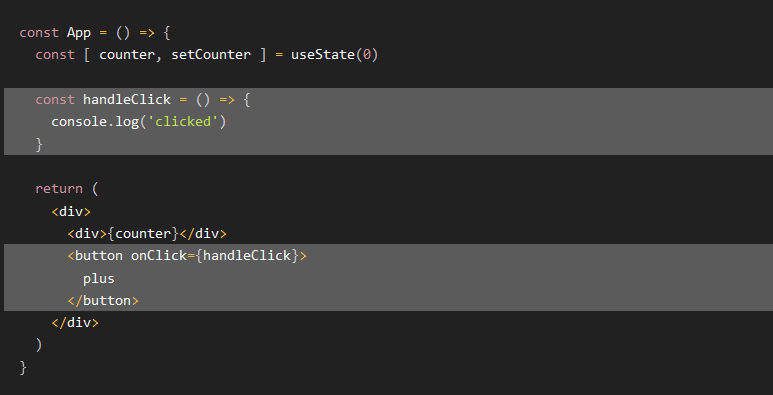 const App = () => {
  const [ counter, setCounter ] = useState(0)

  const handleClick = () => {
    console.log('clicked')
  }

  return (
    <div>
      <div>{counter}</div>
      <button onClick={handleClick}>
        plus
      </button>
    </div>
  )
}